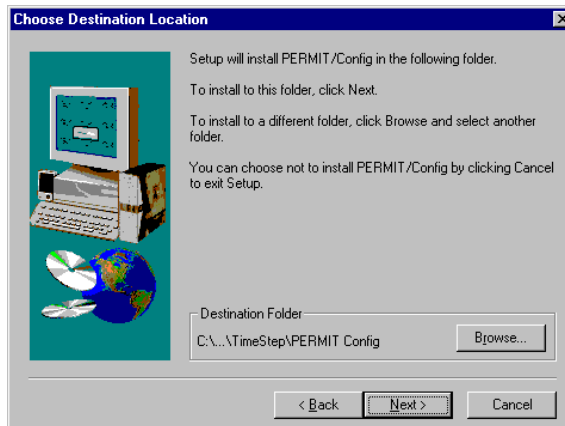 Choose Destination Location
Setup will install PERMIT/Config in the following folder.
To install to this folder, click Next.
To install to a different folder, click Browse and select another
folder.
You can choose not to install PERMIT/Config by clicking Cancel
to exit Setup.
Destination Folder
C:\...\TimeStep\PERMIT Config
Browse...
< Back
Next >
Cancel